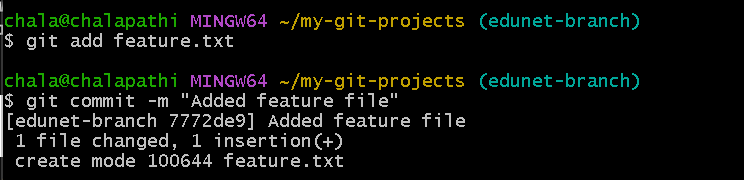 chala@chalapathi MINGW64 ~/my-git-projects (edunet-branch)
$ git add feature.txt
chala@chalapathi MINGW64 ~/my-git-projects (edunet-branch)
$ git commit -m "Added feature file"
[edunet-branch 7772de9] Added feature file
 1 file changed, 1 insertion(+)
 create mode 100644 feature.txt